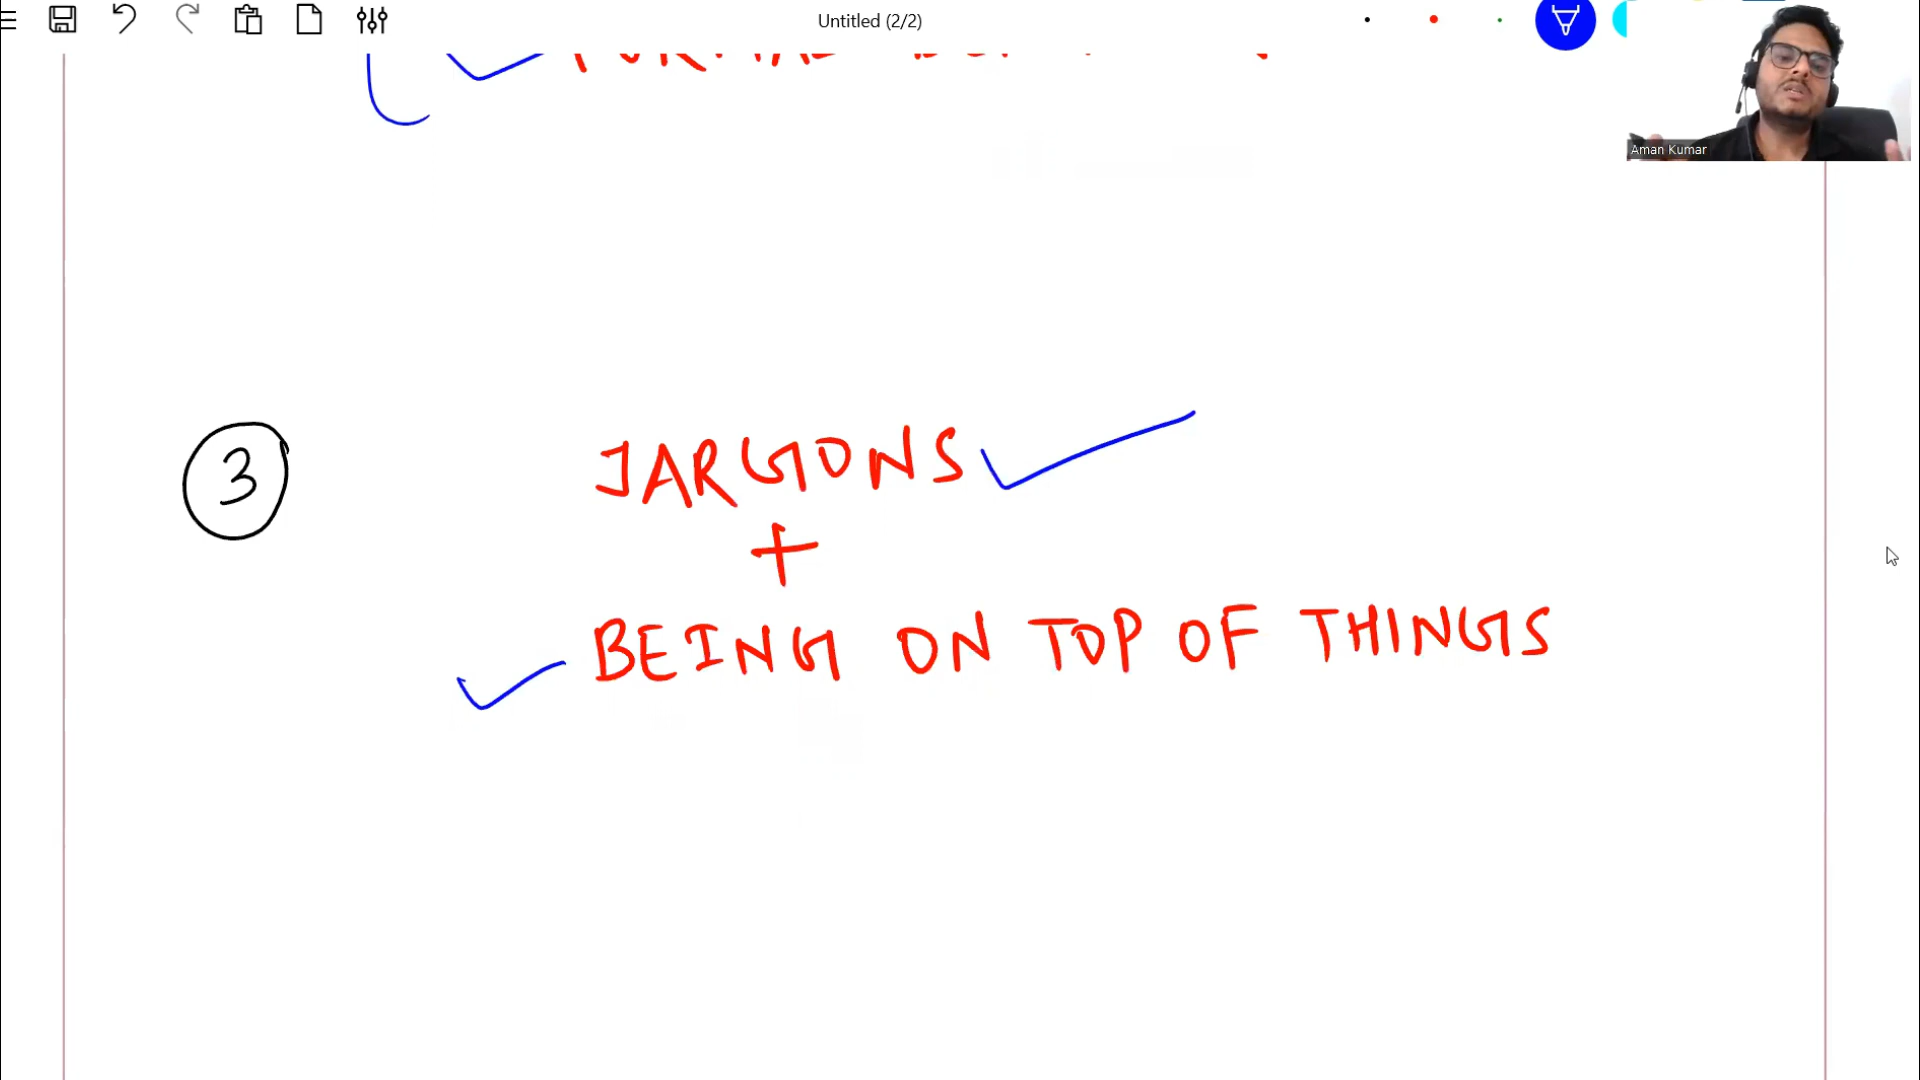 Untitled (2/2)
Aman Kumar
3
JARGONS
+
BEING ON TOP OF THINGS